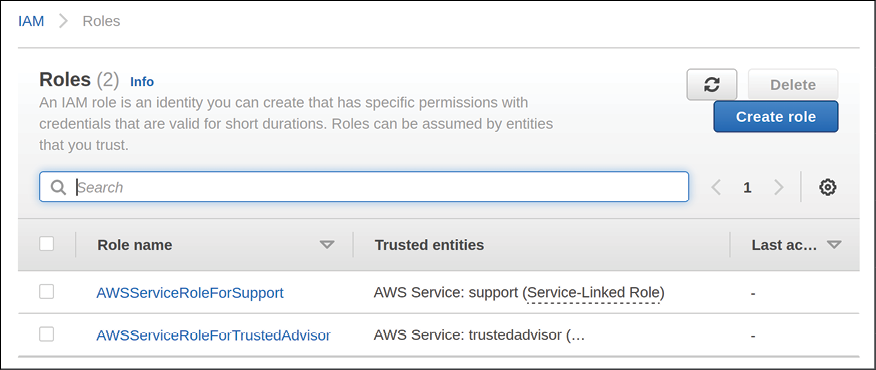 IAM > Roles
Roles (2) Info
An IAM role is an identity you can create that has specific permissions with
credentials that are valid for short durations. Roles can be assumed by entities
that you trust.
Delete
Create role
Search
1
Role name Trusted entities Last ac…
AWSServiceRoleForSupport AWS Service: support (Service-Linked Role) -
AWSServiceRoleForTrustedAdvisor AWS Service: trustedadvisor (… -